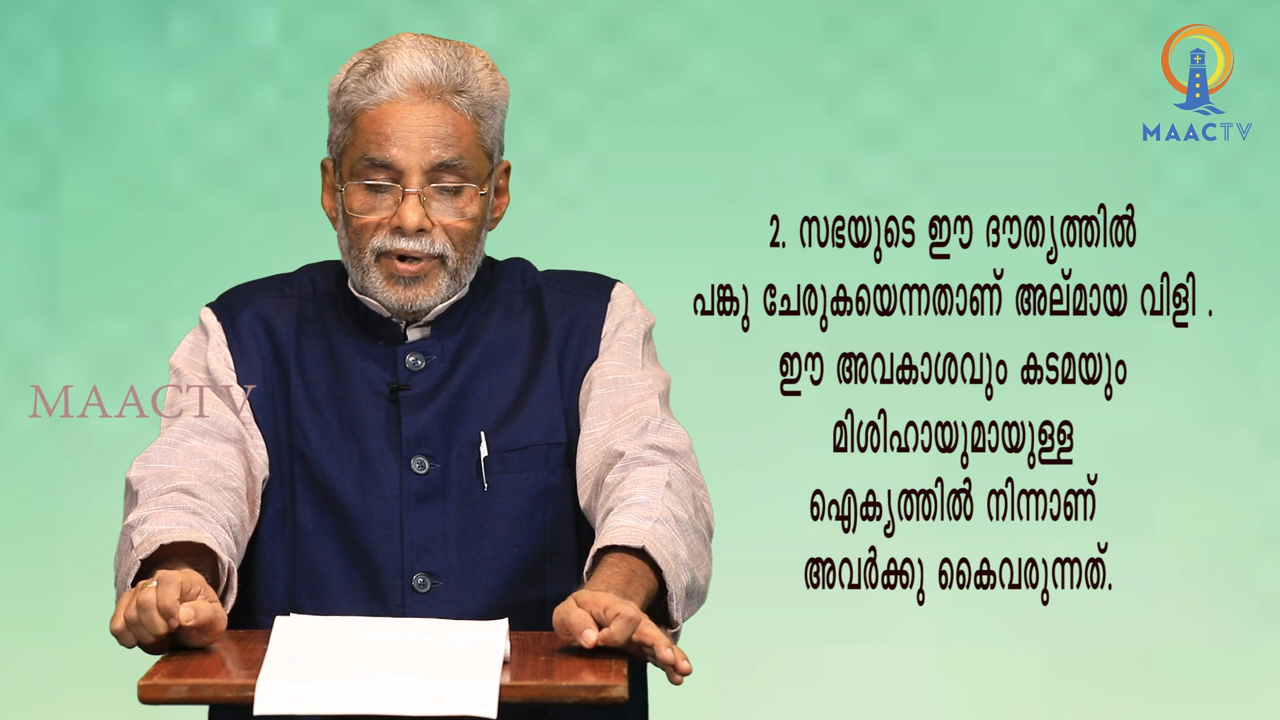 MAACTV
2. സഭയുടെ ഈ ദൗത്യത്തിൽ
പങ്കു ചേരുകയെന്നതാണ് അല്മായ വിളി .
ഈ അവകാശവും കടമയും
മിശിഹായുമായുള്ള
ഐക്യത്തിൽ നിന്നാണ്
അവർക്കു കൈവരുന്നത്.
MAACTV